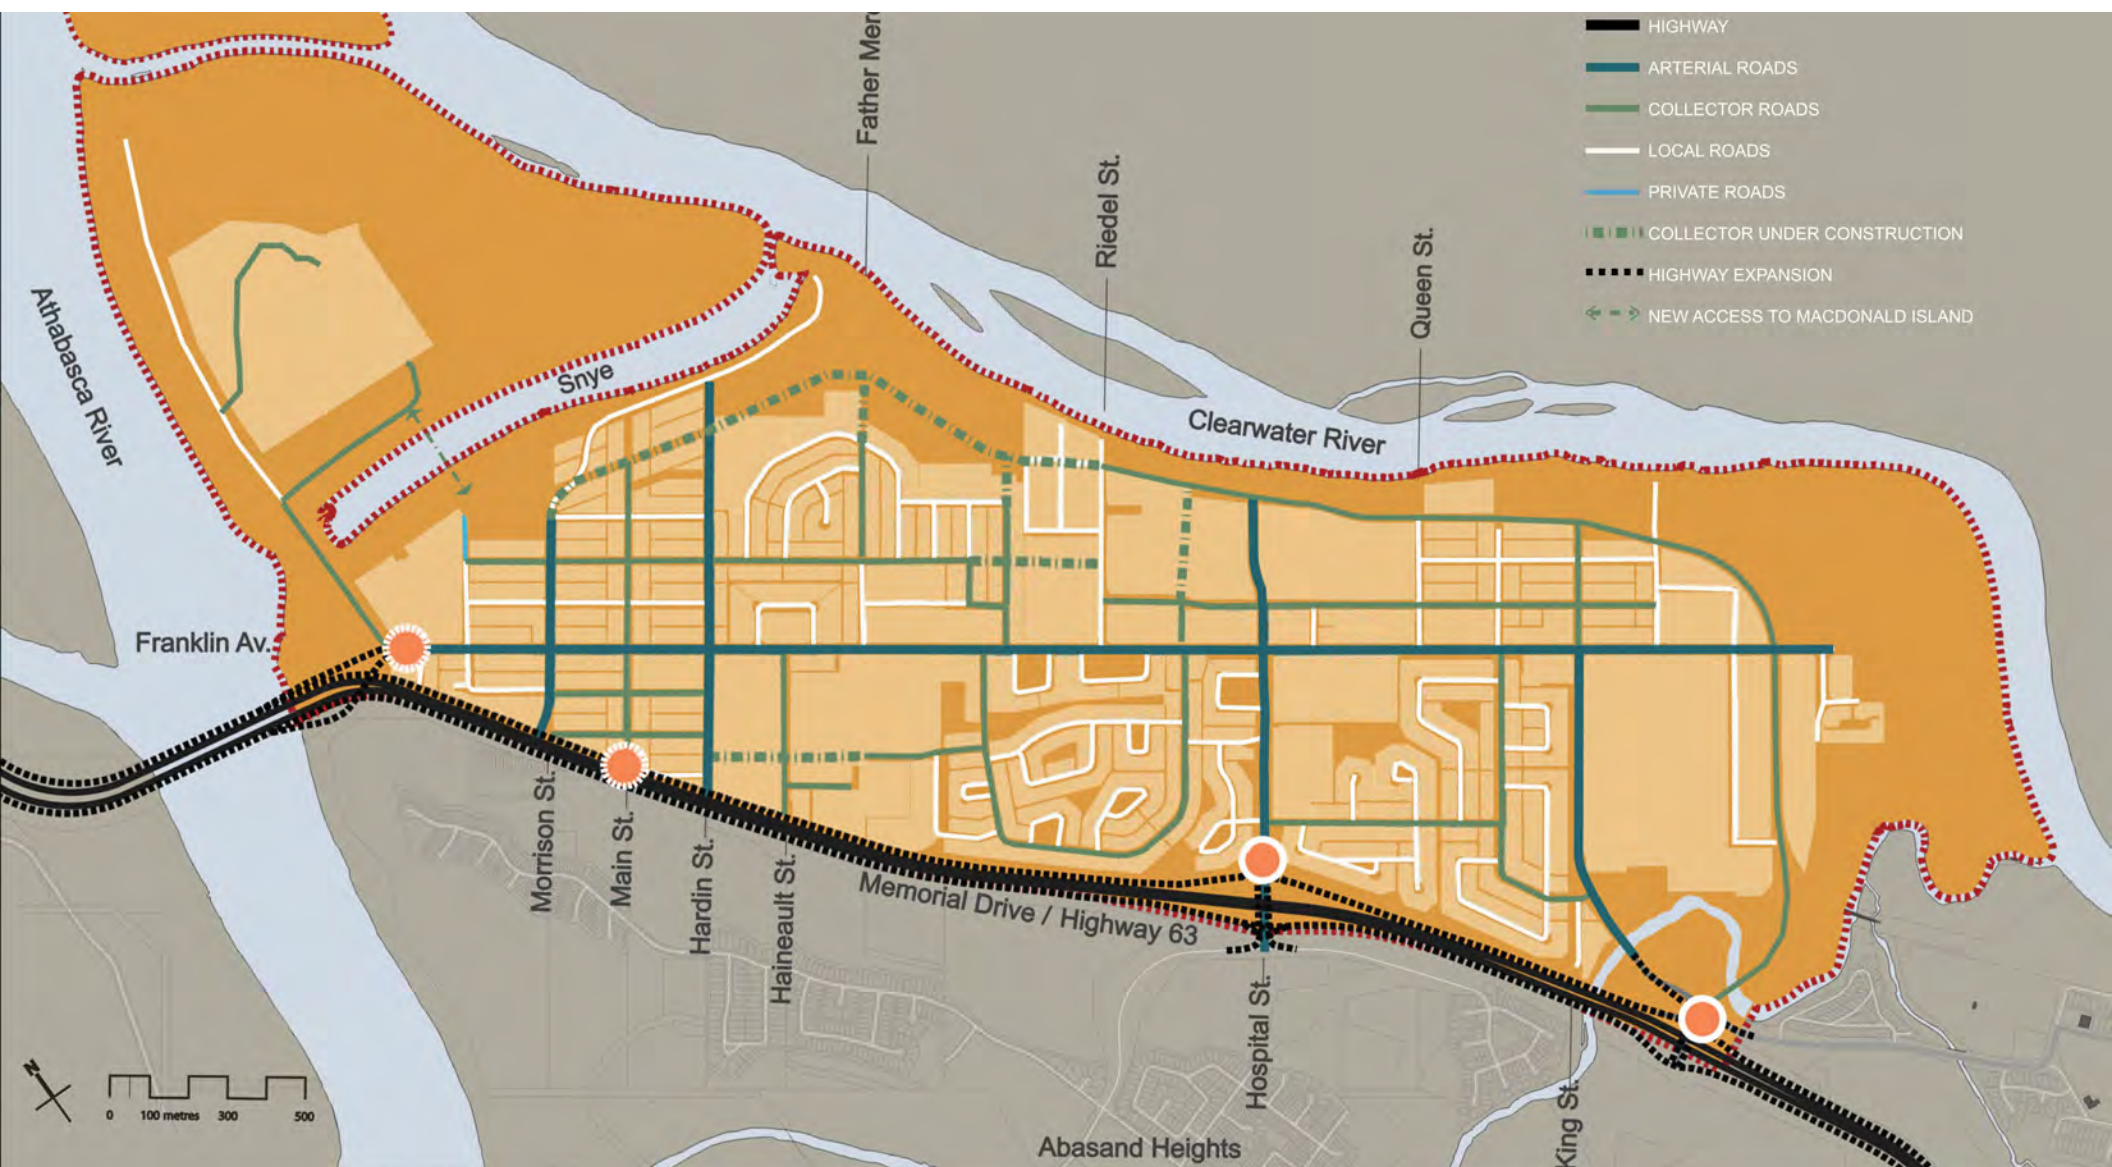 HIGHWAY
ARTERIAL ROADS
COLLECTOR ROADS
LOCAL ROADS
PRIVATE ROADS
COLLECTOR UNDER CONSTRUCTION
HIGHWAY EXPANSION
NEW ACCESS TO MACDONALD ISLAND
Father Merc
Riedel St.
Queen St.
Athabasca River
Snye
Clearwater River
Franklin Av.
Morrison St.
Main St.
Hardin St.
Haineault St.
Memorial Drive / Highway 63
Hospital St.
King St.
Abasand Heights
N
0 100 metres 300 500